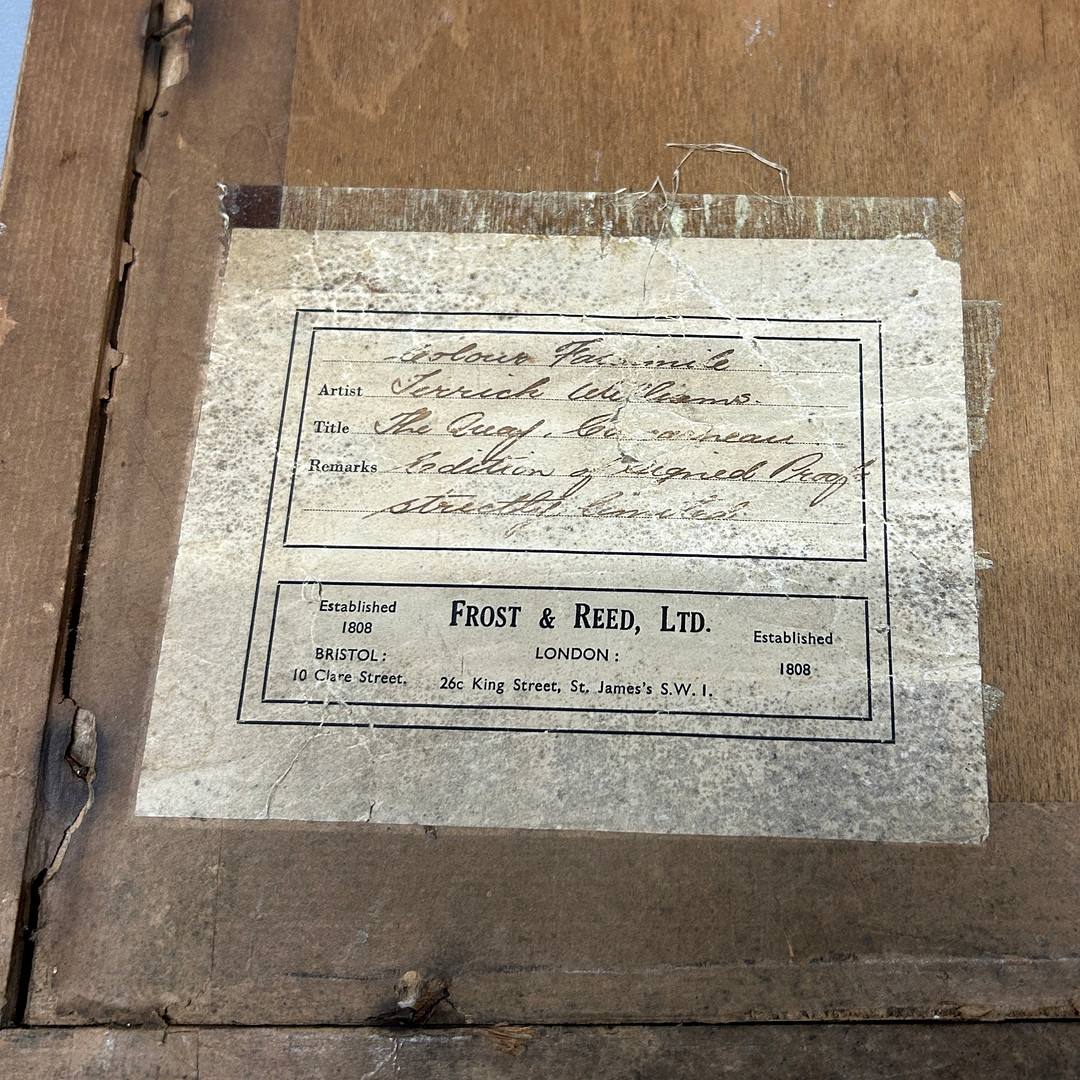 Colour Facsimile
Artist Terrick Williams.
Title The Quay, Concarneau
Remarks Edition of signed Proofs
strictly limited
Established
1808
FROST & REED, LTD.
Established
1808
BRISTOL:
10 Clare Street.
LONDON:
26c King Street, St. James's S.W.1.